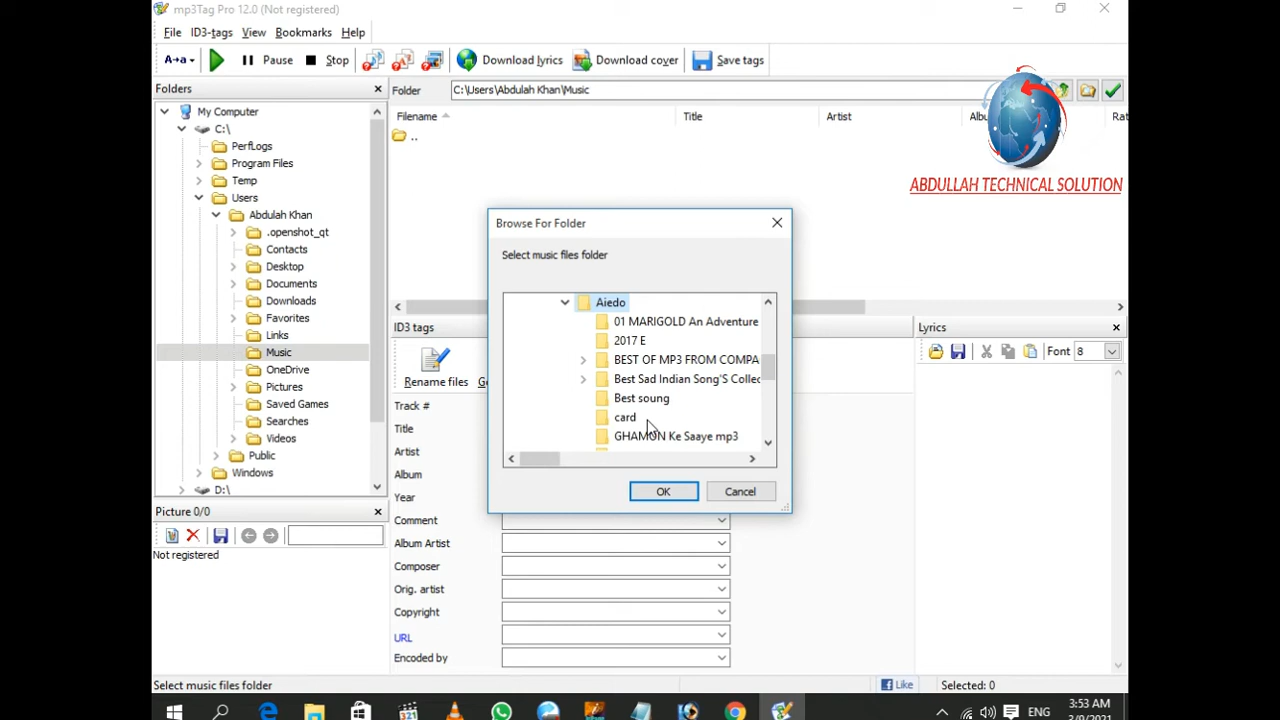 mp3Tag Pro 12.0 (Not registered)
File ID3-tags View Bookmarks Help
A→a Pause Stop Download lyrics Download cover Save tags
Folders
Folder C:\Users\Abdulah Khan\Music
My Computer
C:\
PerfLogs
Program Files
Temp
Users
Abdulah Khan
.openshot_qt
Contacts
Desktop
Documents
Downloads
Favorites
Links
Music
OneDrive
Pictures
Saved Games
Searches
Videos
Public
Windows
D:\
Filename Title Artist
..
ABDULLAH TECHNICAL SOLUTION
Browse For Folder
Select music files folder
Aiedo
01 MARIGOLD An Adventure
2017 E
BEST OF MP3 FROM COMPA
Best Sad Indian Song'S Collec
Best soung
card
GHAMON Ke Saaye mp3
OK Cancel
ID3 tags
Rename files
Track #
Title
Artist
Album
Year
Comment
Album Artist
Composer
Orig. artist
Copyright
URL
Encoded by
Lyrics
Font 8
Picture 0/0
Not registered
Select music files folder
Like Selected: 0
321
ENG
3:53 AM